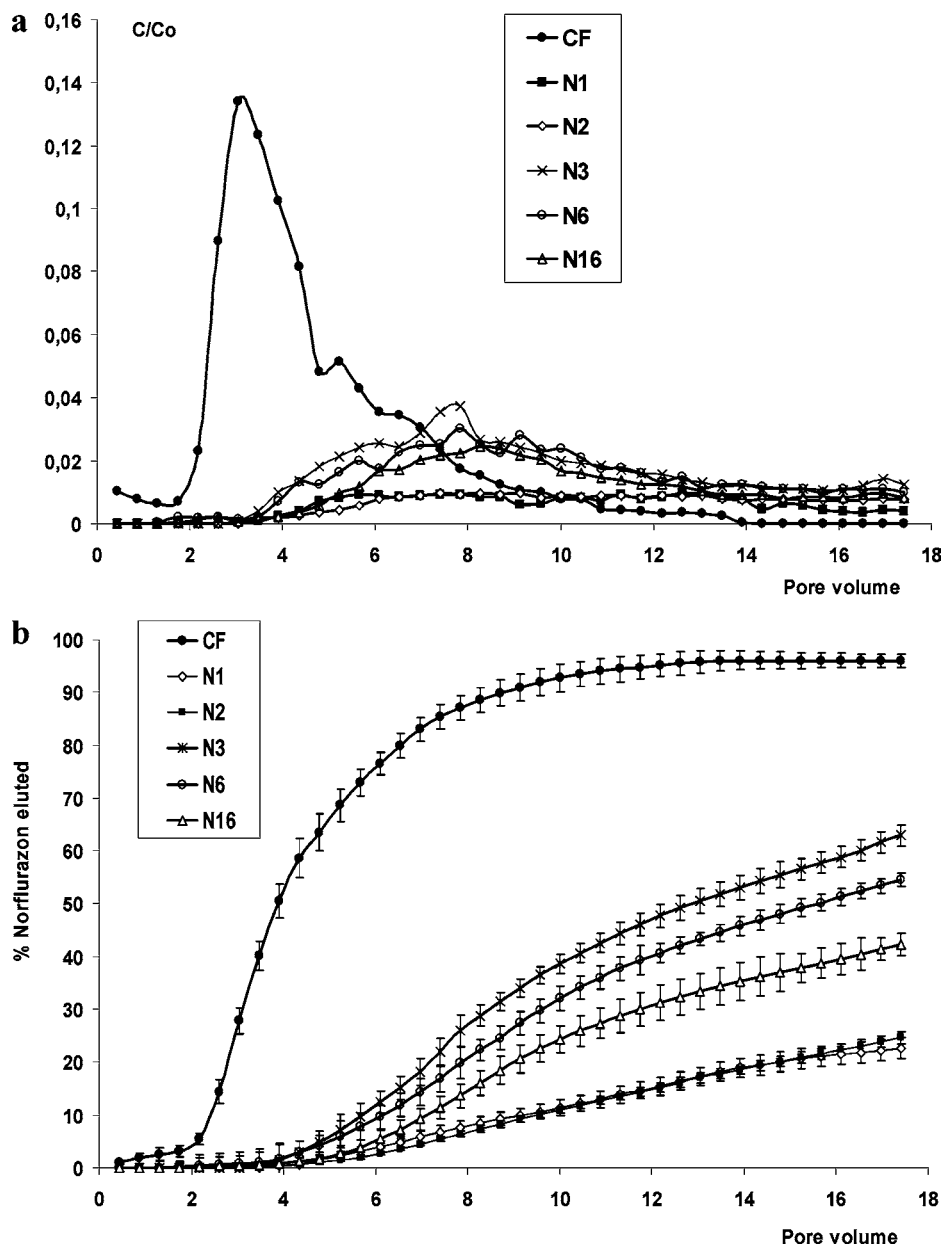 a
C/Co
0,16
0,14
0,12
0,1
0,08
0,06
0,04
0,02
0
CF
N1
N2
N3
N6
N16
0 2 4 6 8 10 12 14 16 18
Pore volume
b
% Norflurazon eluted
100
90
80
70
60
50
40
30
20
10
0
CF
N1
N2
N3
N6
N16
0 2 4 6 8 10 12 14 16 18
Pore volume